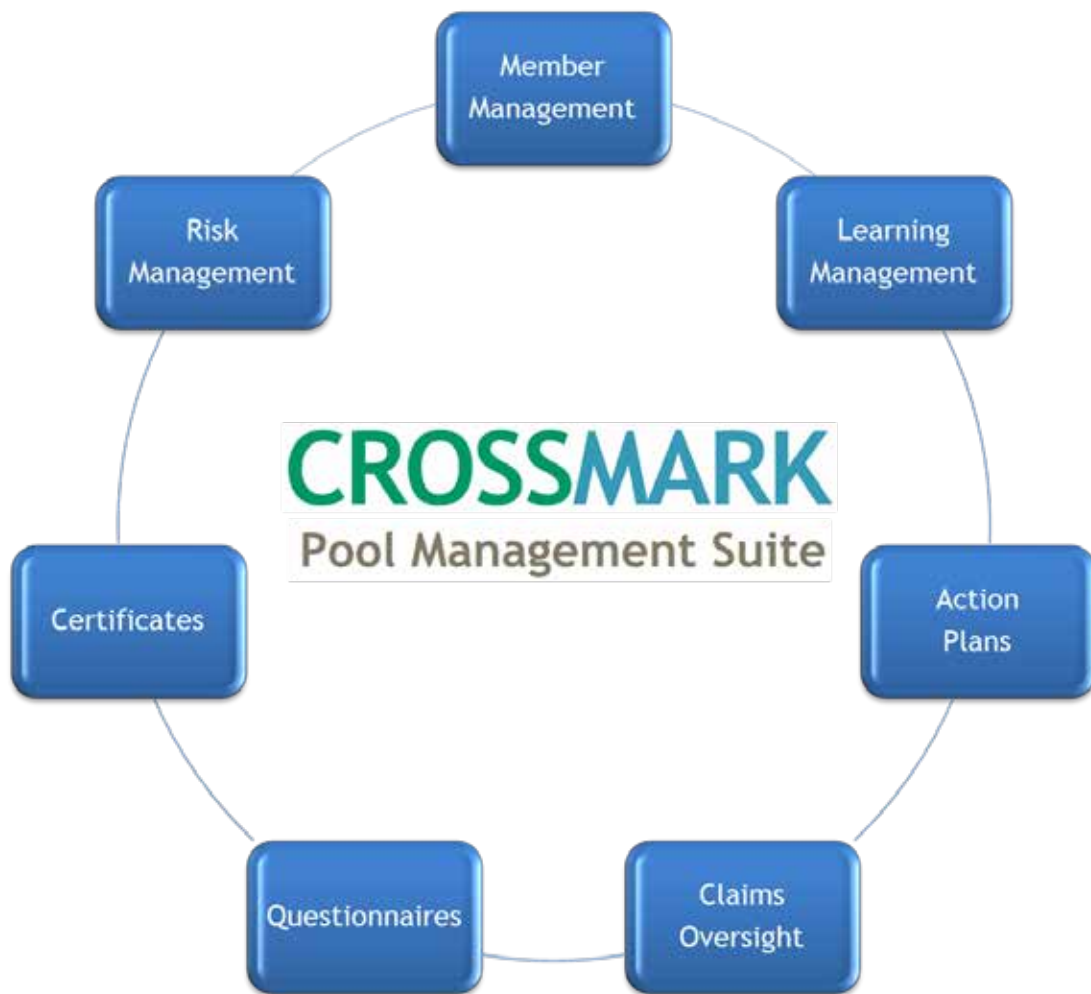 Member
Management
Risk
Management
Learning
Management
CROSSMARK
Pool Management Suite
Certificates
Action
Plans
Questionnaires
Claims
Oversight